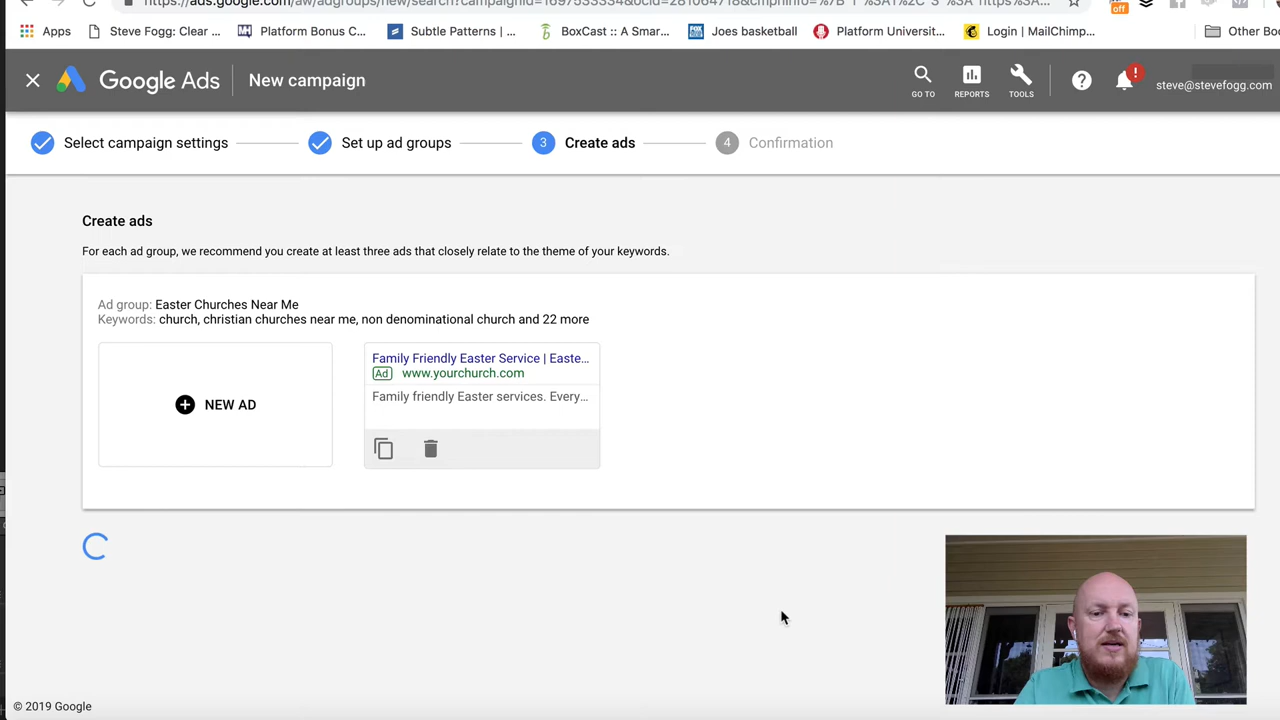 off
Apps
Steve Fogg: Clear ...
Platform Bonus C...
Subtle Patterns | ...
BoxCast :: A Smar...
Joes basketball
Platform Universit...
Login | MailChimp...
Other Bo
Google Ads
New campaign
GO TO
REPORTS
TOOLS
?
!
steve@stevefogg.com
Select campaign settings
Set up ad groups
3 Create ads
4 Confirmation
Create ads
For each ad group, we recommend you create at least three ads that closely relate to the theme of your keywords.
Ad group: Easter Churches Near Me
Keywords: church, christian churches near me, non denominational church and 22 more
NEW AD
Family Friendly Easter Service | Easte...
Ad www.yourchurch.com
Family friendly Easter services. Every...
© 2019 Google